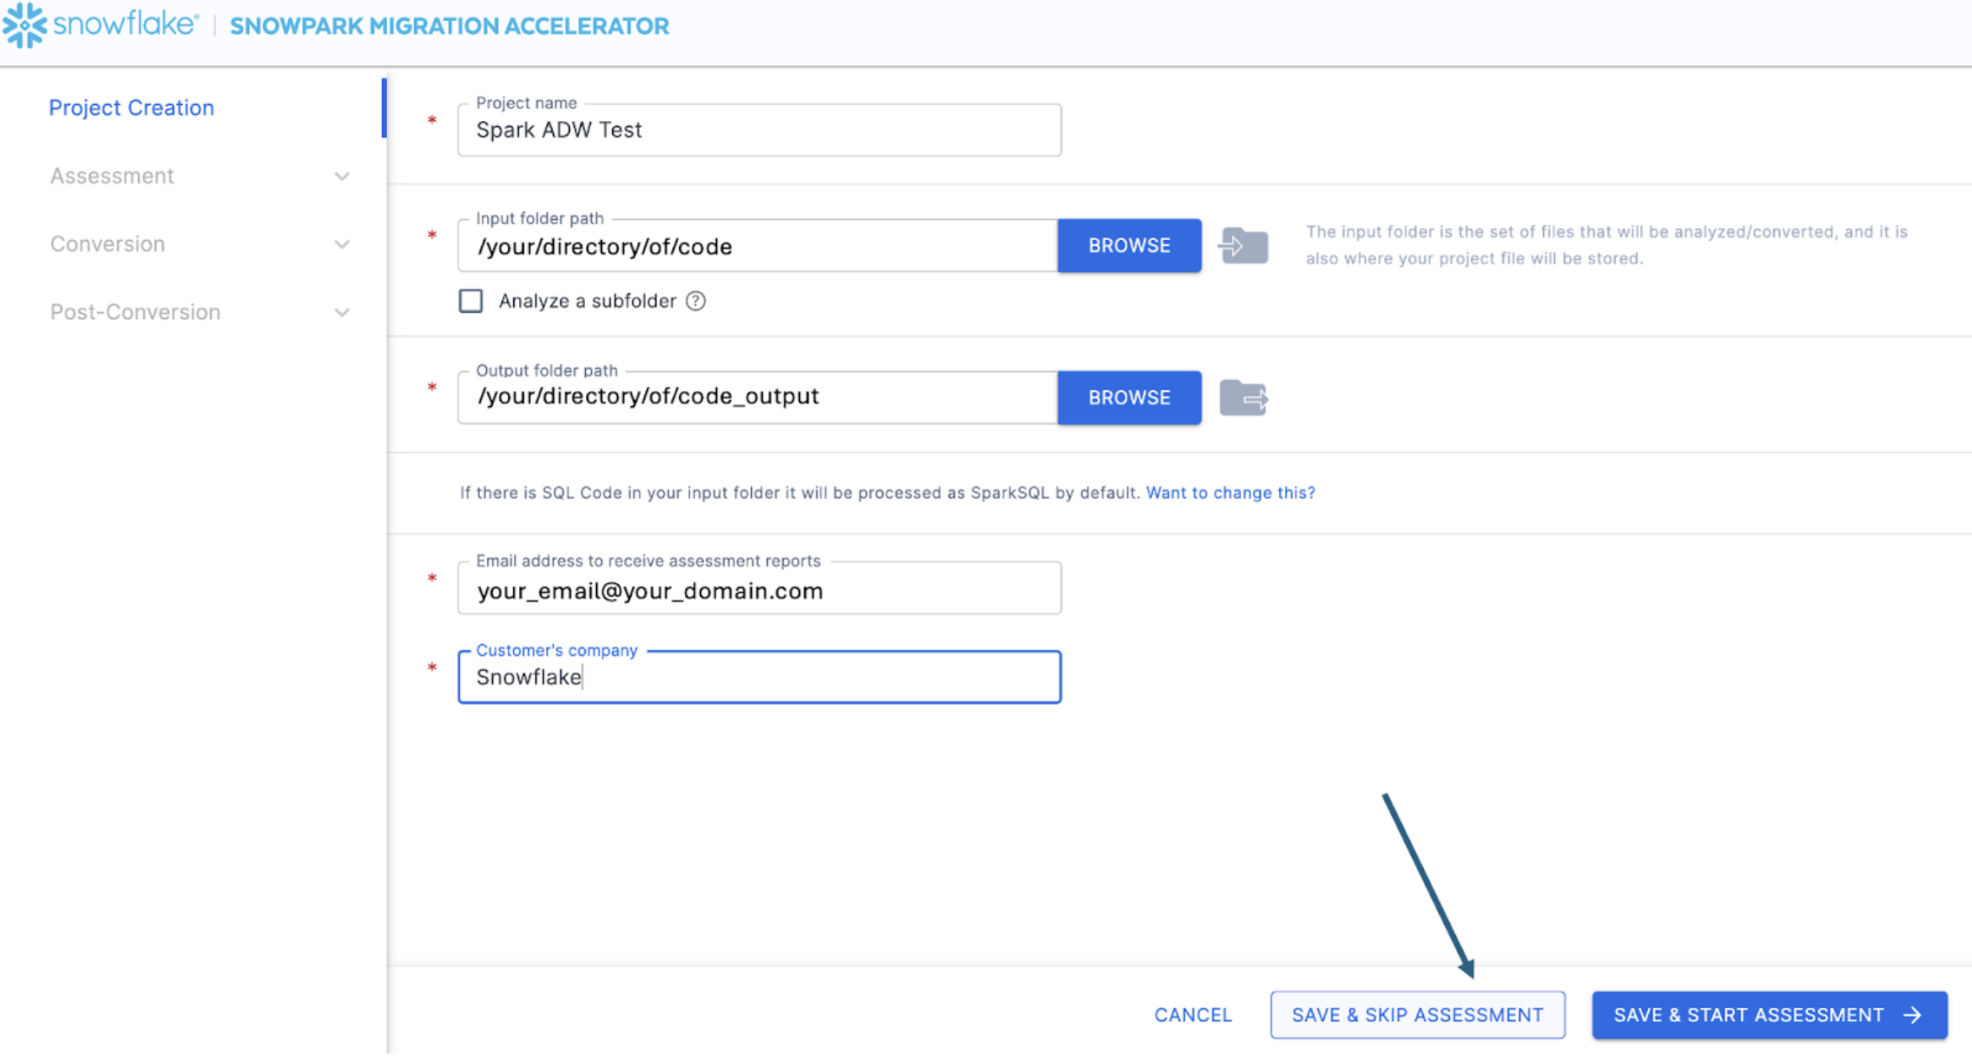 snowflake® | SNOWPARK MIGRATION ACCELERATOR
Project Creation
Assessment
Conversion
Post-Conversion
* Project name
Spark ADW Test
* Input folder path
/your/directory/of/code
BROWSE
The input folder is the set of files that will be analyzed/converted, and it is
also where your project file will be stored.
Analyze a subfolder ?
* Output folder path
/your/directory/of/code_output
BROWSE
If there is SQL Code in your input folder it will be processed as SparkSQL by default. Want to change this?
* Email address to receive assessment reports
your_email@your_domain.com
* Customer's company
Snowflake
CANCEL
SAVE & SKIP ASSESSMENT
SAVE & START ASSESSMENT →